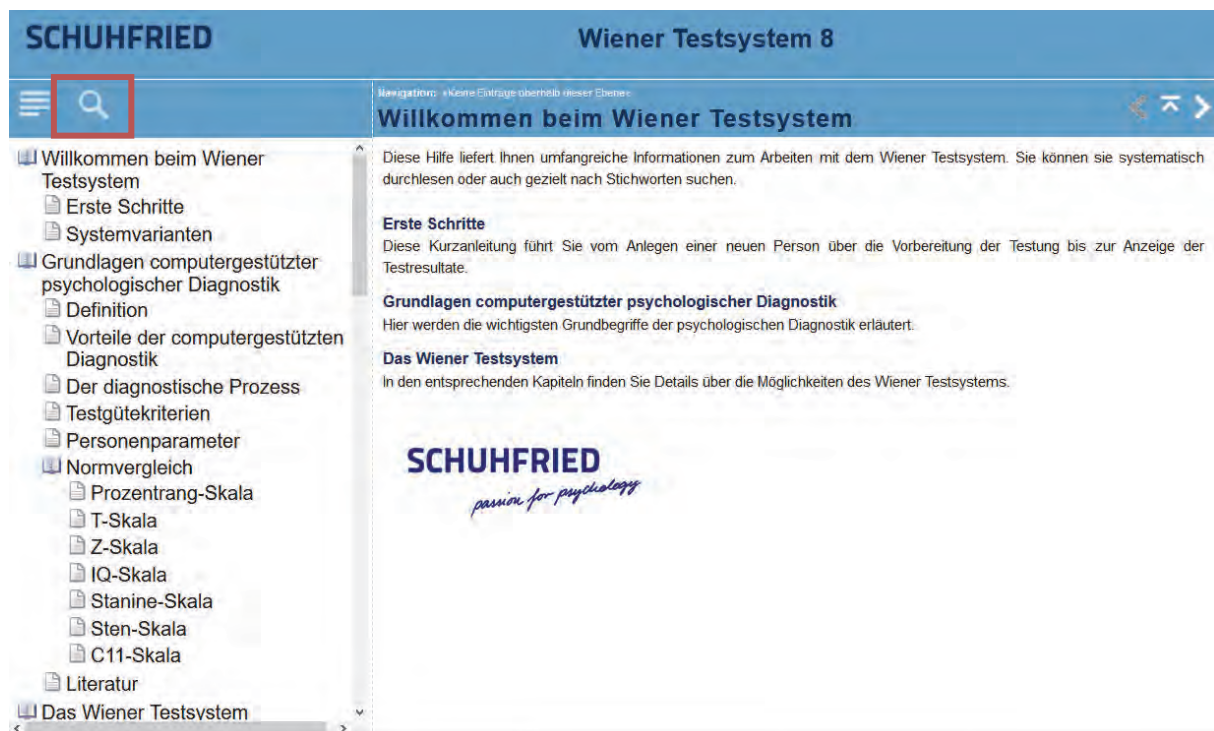 SCHUHFRIED
Wiener Testsystem 8
Navigation: »Keine Einträge oberhalb dieser Ebene«
Willkommen beim Wiener Testsystem
Willkommen beim Wiener
Testsystem
Erste Schritte
Systemvarianten
Grundlagen computergestützter
psychologischer Diagnostik
Definition
Vorteile der computergestützten
Diagnostik
Der diagnostische Prozess
Testgütekriterien
Personenparameter
Normvergleich
Prozentrang-Skala
T-Skala
Z-Skala
IQ-Skala
Stanine-Skala
Sten-Skala
C11-Skala
Literatur
Das Wiener Testsystem
Diese Hilfe liefert Ihnen umfangreiche Informationen zum Arbeiten mit dem Wiener Testsystem. Sie können sie systematisch
durchlesen oder auch gezielt nach Stichworten suchen.
Erste Schritte
Diese Kurzanleitung führt Sie vom Anlegen einer neuen Person über die Vorbereitung der Testung bis zur Anzeige der
Testresultate.
Grundlagen computergestützter psychologischer Diagnostik
Hier werden die wichtigsten Grundbegriffe der psychologischen Diagnostik erläutert.
Das Wiener Testsystem
In den entsprechenden Kapiteln finden Sie Details über die Möglichkeiten des Wiener Testsystems.
SCHUHFRIED
passion for psychology